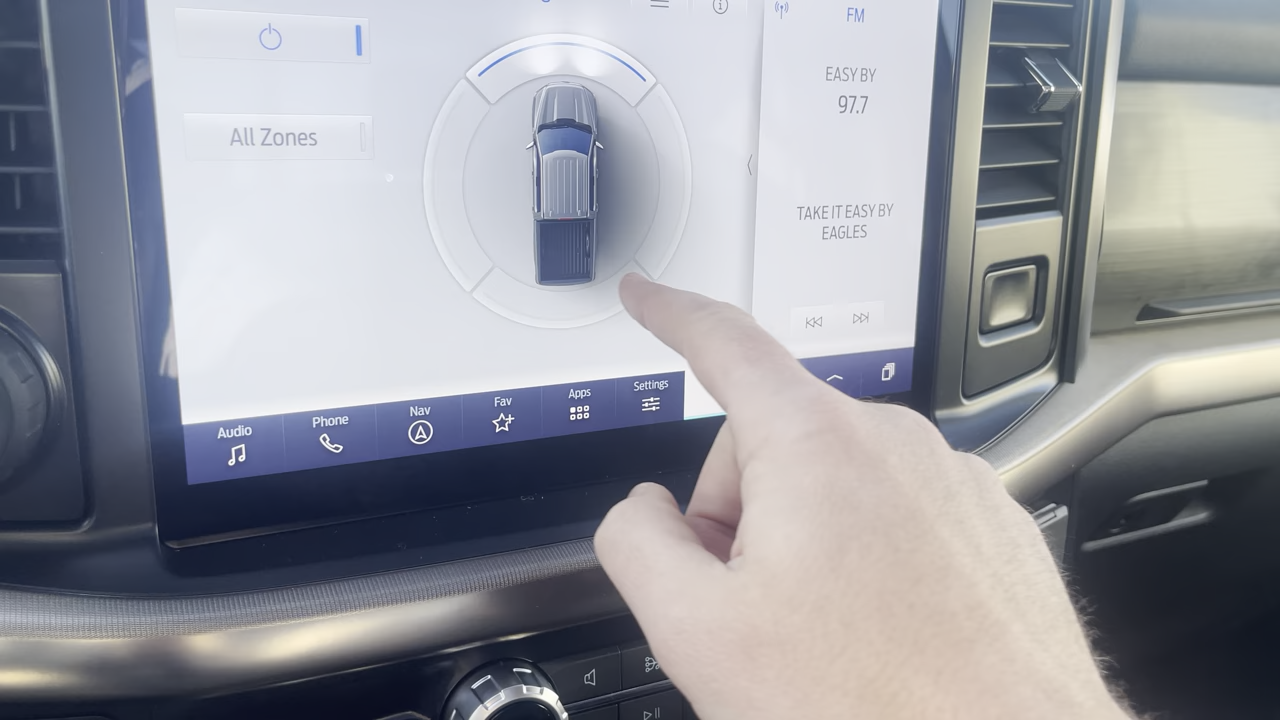 FM
EASY BY
97.7
All Zones
TAKE IT EASY BY
EAGLES
Audio
Phone
Nav
Fav
Apps
Settings